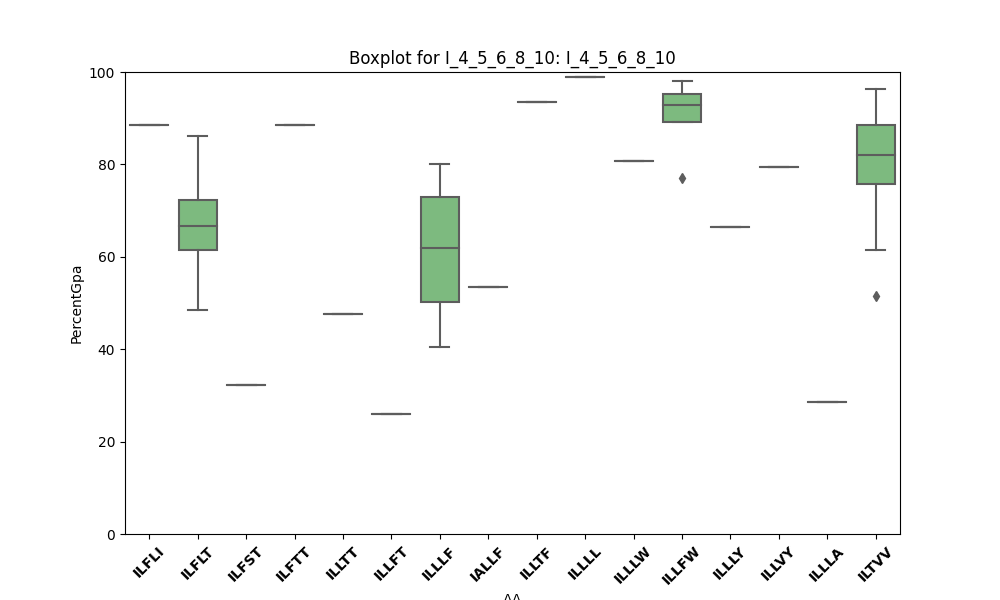 Boxplot for I_4_5_6_8_10: I_4_5_6_8_10
PercentGpa
100
80
60
40
20
0
ILFLI ILFLT ILFST ILFTT ILLTT ILLFT ILLLF IALLF ILLTF ILLLL ILLLW ILLFW ILLLY ILLVY ILLLA ILTVV
AA